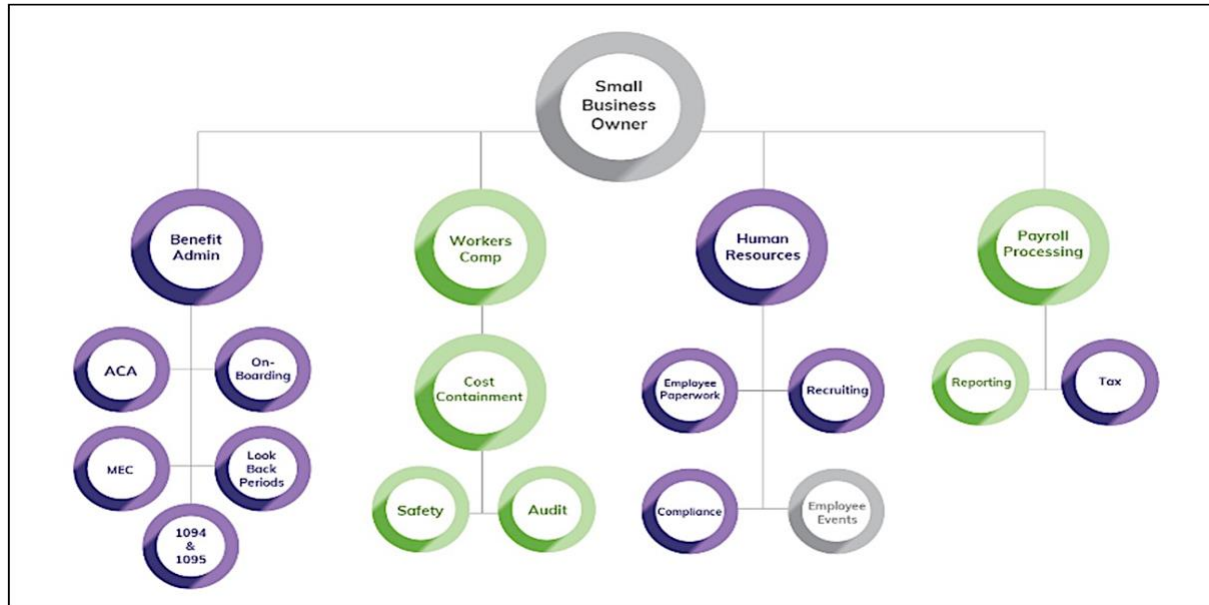 Small
Business
Owner
Benefit
Admin
Workers
Comp
Human
Resources
Payroll
Processing
ACA
On-
Boarding
Cost
Containment
Employee
Paperwork
Recruiting
Reporting
Tax
MEC
Look
Back
Periods
Safety
Audit
Compliance
Employee
Events
1094
&
1095